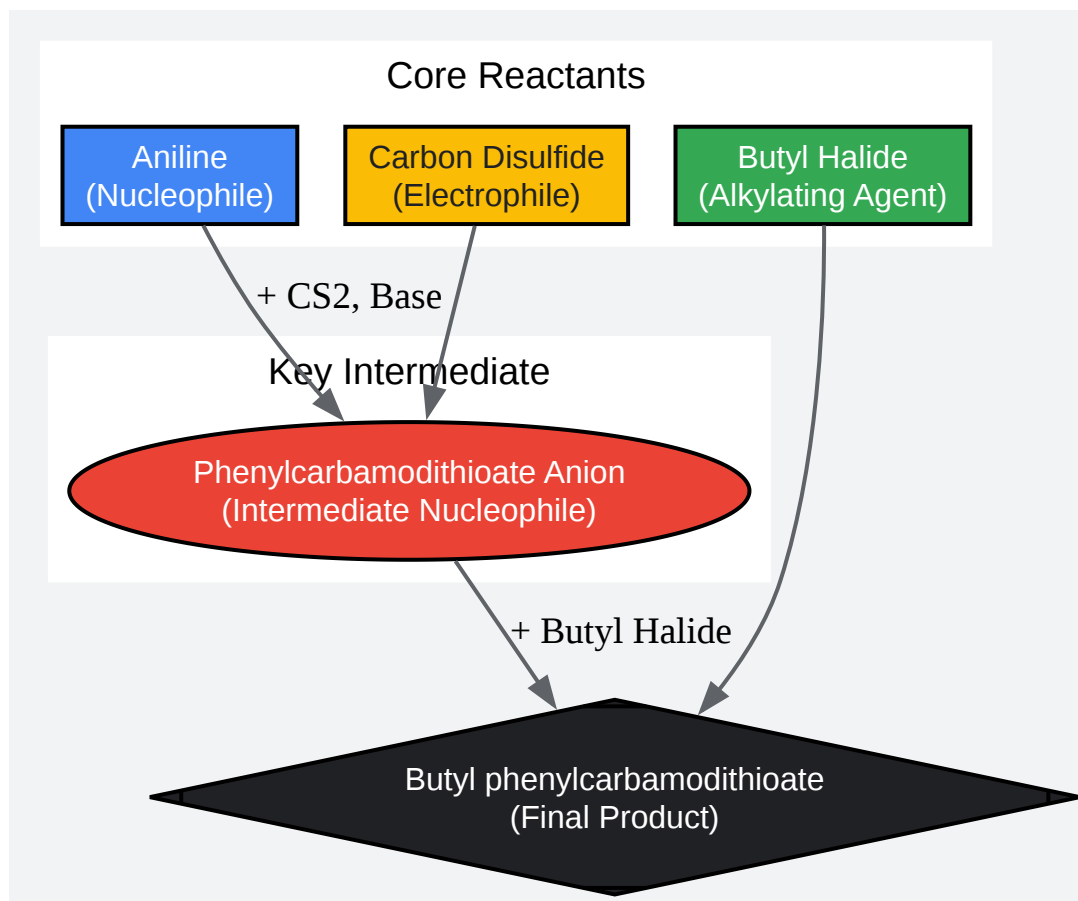 Core Reactants
Aniline
(Nucleophile)
Carbon Disulfide
(Electrophile)
Butyl Halide
(Alkylating Agent)
+ CS2, Base
Key Intermediate
Phenylcarbamodithioate Anion
(Intermediate Nucleophile)
+ Butyl Halide
Butyl phenylcarbamodithioate
(Final Product)